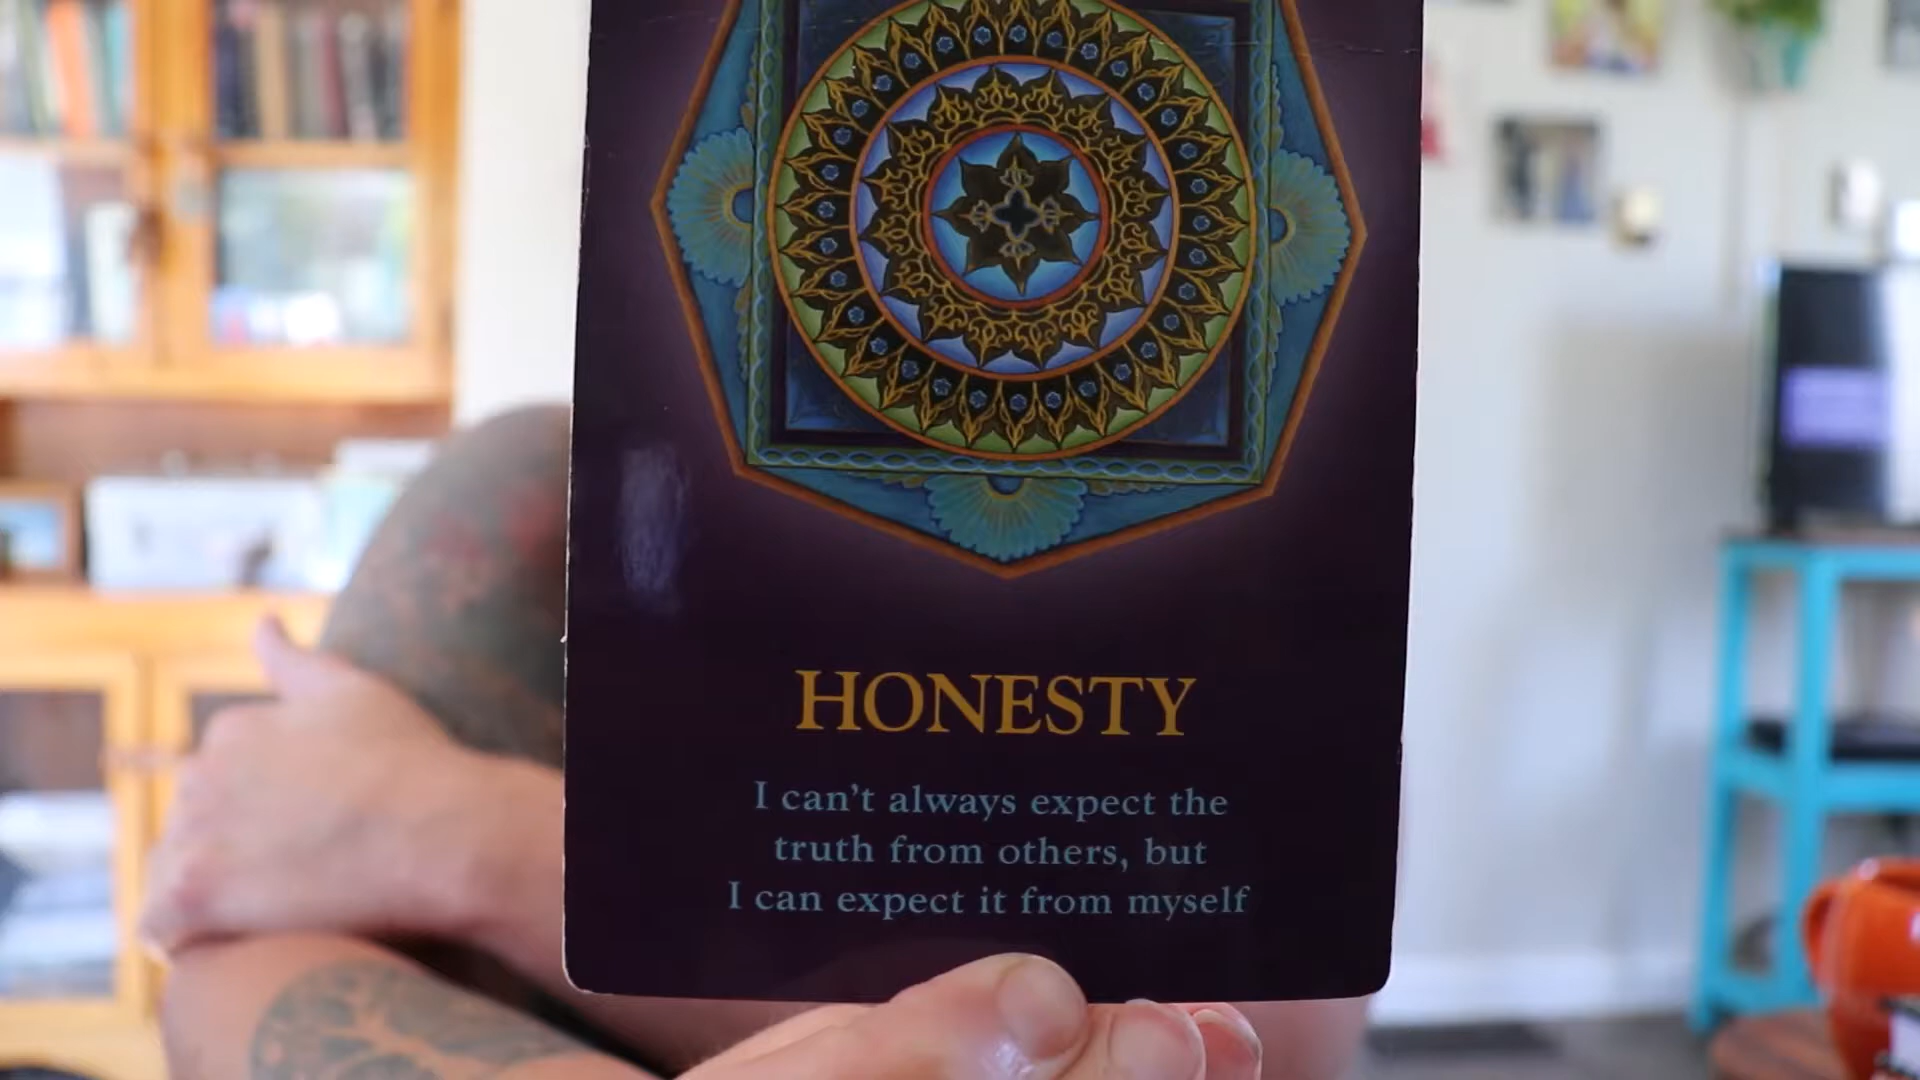 HONESTY
I can't always expect the
truth from others, but
I can expect it from myself